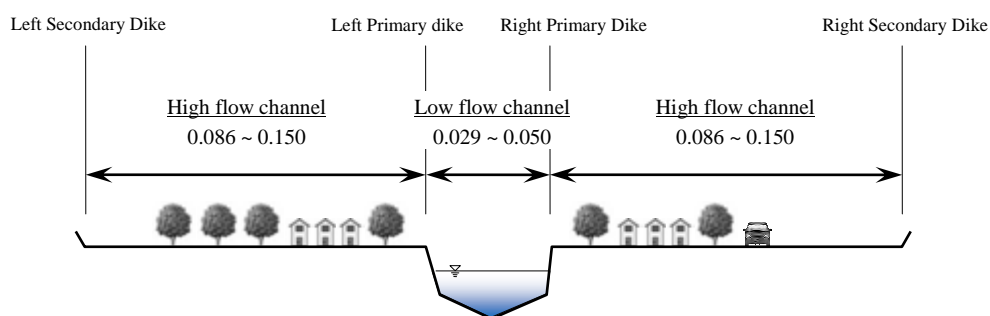 Left Secondary Dike
Left Primary dike
Right Primary Dike
Right Secondary Dike
High flow channel
0.086 ~ 0.150
Low flow channel
0.029 ~ 0.050
High flow channel
0.086 ~ 0.150